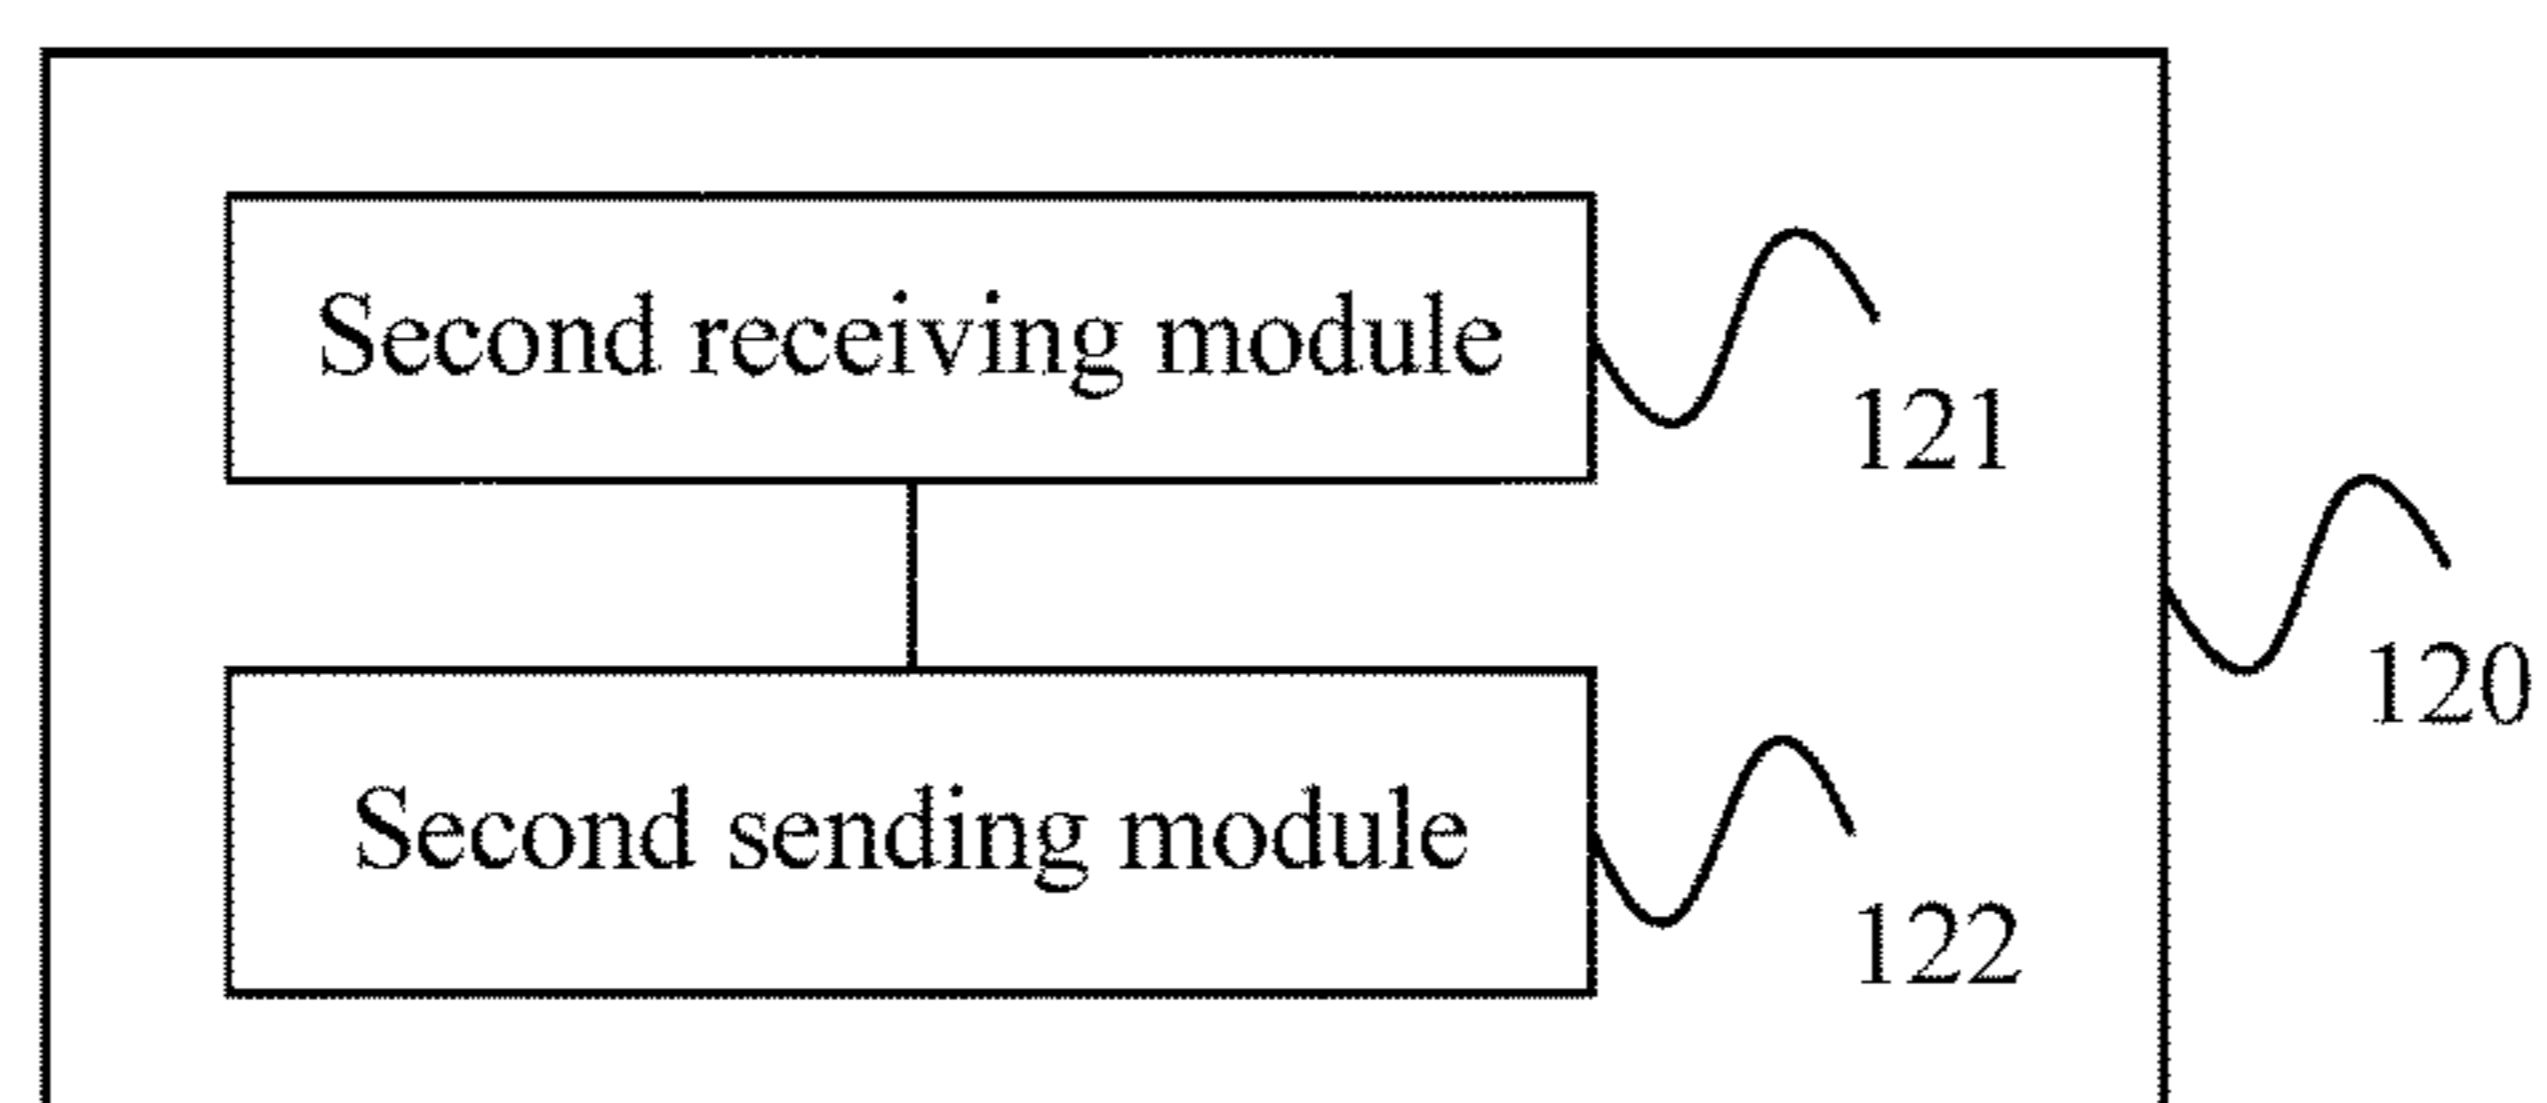 Second receiving module
121
120
Second sending module
122